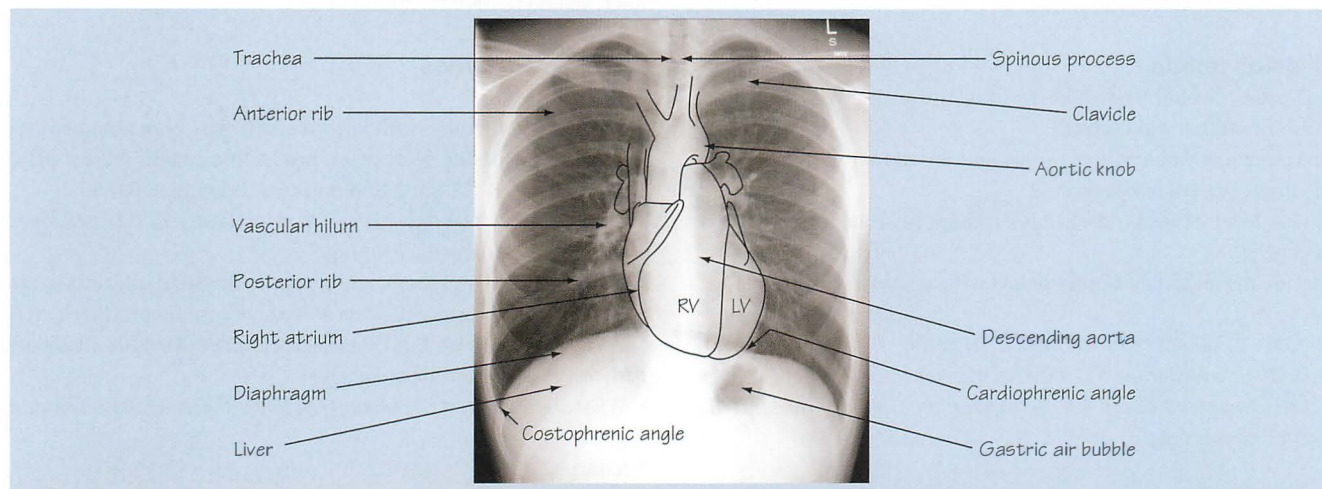 L
S
Trachea
Spinous process
Anterior rib
Clavicle
Aortic knob
Vascular hilum
Posterior rib
RV
LV
Right atrium
Descending aorta
Diaphragm
Cardiophrenic angle
Costophrenic angle
Liver
Gastric air bubble